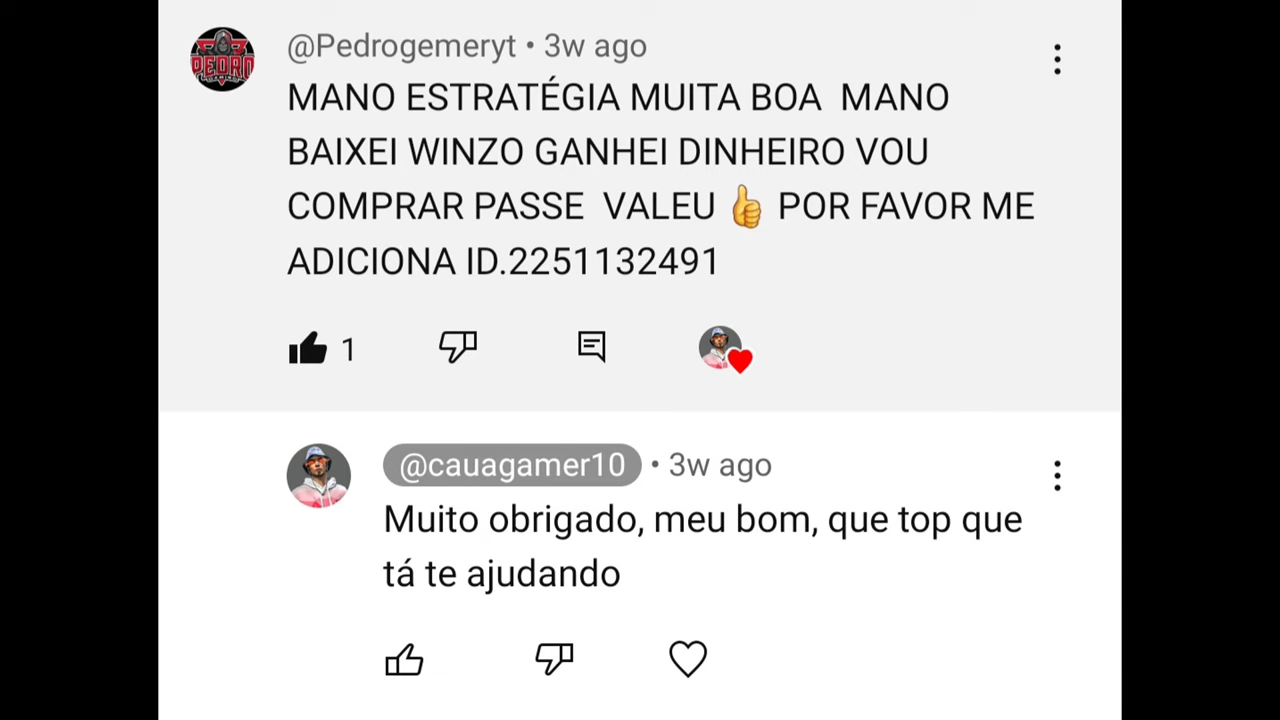 @Pedrogemeryt • 3w ago
MANO ESTRATÉGIA MUITA BOA MANO
BAIXEI WINZO GANHEI DINHEIRO VOU
COMPRAR PASSE VALEU 👍 POR FAVOR ME
ADICIONA ID.2251132491
1
@cauagamer10 • 3w ago
Muito obrigado, meu bom, que top que
tá te ajudando